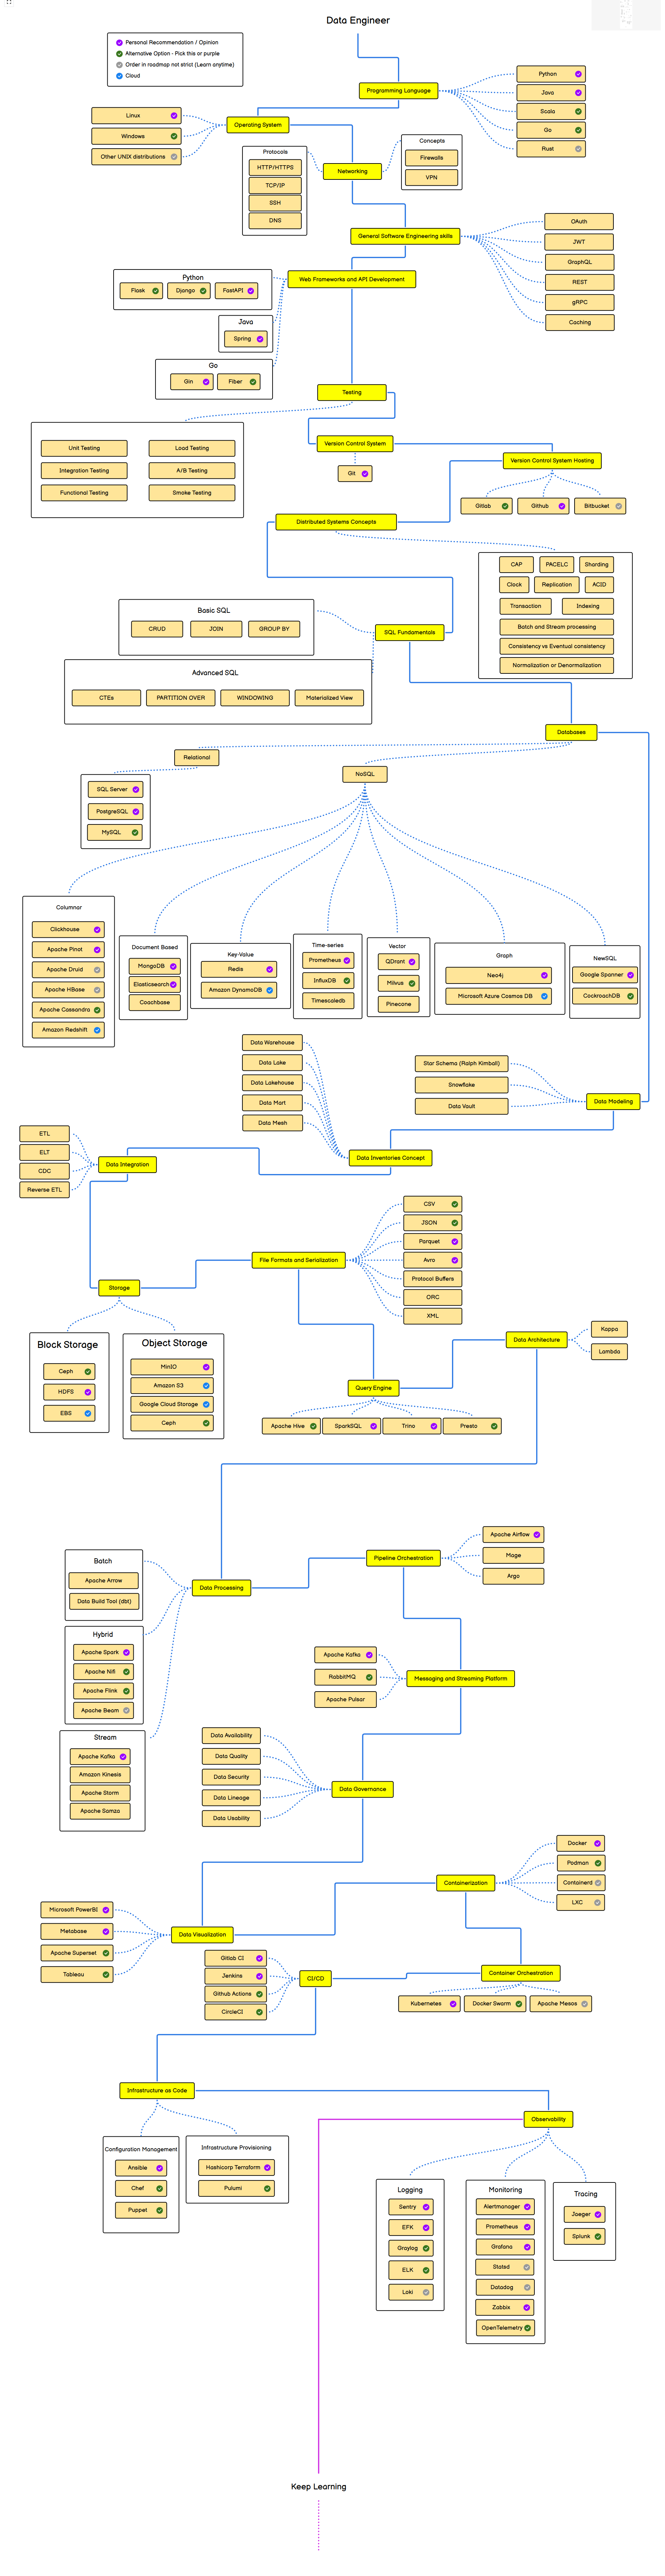 Data Engineer
Personal Recommendation / Opinion
Alternative Option - Pick this or purple
Order in roadmap not strict (Learn anytime)
Cloud
Programming Language
Python
Java
Scala
Go
Rust
Operating System
Linux
Windows
Other UNIX distributions
Networking
Protocols
HTTP/HTTPS
TCP/IP
SSH
DNS
Concepts
Firewalls
VPN
General Software Engineering skills
OAuth
JWT
GraphQL
REST
gRPC
Caching
Web Frameworks and API Development
Python
Flask
Django
FastAPI
Java
Spring
Go
Gin
Fiber
Testing
Unit Testing
Load Testing
Integration Testing
A/B Testing
Functional Testing
Smoke Testing
Version Control System
Git
Version Control System Hosting
Gitlab
Github
Bitbucket
Distributed Systems Concepts
CAP
PACELC
Sharding
Clock
Replication
ACID
Transaction
Indexing
Batch and Stream processing
Consistency vs Eventual consistency
Normalization or Denormalization
SQL Fundamentals
Basic SQL
CRUD
JOIN
GROUP BY
Advanced SQL
CTEs
PARTITION OVER
WINDOWING
Materialized View
Databases
Relational
SQL Server
PostgreSQL
MySQL
NoSQL
Columnar
Clickhouse
Apache Pinot
Apache Druid
Apache HBase
Apache Cassandra
Amazon Redshift
Document Based
MongoDB
Elasticsearch
Coachbase
Key-Value
Redis
Amazon DynamoDB
Time-series
Prometheus
InfluxDB
Timescaledb
Vector
QDrant
Milvus
Pinecone
Graph
Neo4j
Microsoft Azure Cosmos DB
NewSQL
Google Spanner
CockroachDB
Data Modeling
Star Schema (Ralph Kimball)
Snowflake
Data Vault
Data Inventories Concept
Data Warehouse
Data Lake
Data Lakehouse
Data Mart
Data Mesh
Data Integration
ETL
ELT
CDC
Reverse ETL
Storage
Block Storage
Ceph
HDFS
EBS
Object Storage
MinIO
Amazon S3
Google Cloud Storage
Ceph
File Formats and Serialization
CSV
JSON
Parquet
Avro
Protocol Buffers
ORC
XML
Query Engine
Apache Hive
SparkSQL
Trino
Presto
Data Architecture
Kappa
Lambda
Data Processing
Batch
Apache Arrow
Data Build Tool (dbt)
Hybrid
Apache Spark
Apache Nifi
Apache Flink
Apache Beam
Stream
Apache Kafka
Amazon Kinesis
Apache Storm
Apache Samza
Pipeline Orchestration
Apache Airflow
Mage
Argo
Messaging and Streaming Platform
Apache Kafka
RabbitMQ
Apache Pulsar
Data Governance
Data Availability
Data Quality
Data Security
Data Lineage
Data Usability
Data Visualization
Microsoft PowerBI
Metabase
Apache Superset
Tableau
Containerization
Docker
Podman
Containerd
LXC
Container Orchestration
Kubernetes
Docker Swarm
Apache Mesos
CI/CD
Gitlab CI
Jenkins
Github Actions
CircleCI
Infrastructure as Code
Configuration Management
Ansible
Chef
Puppet
Infrastructure Provisioning
Hashicorp Terraform
Pulumi
Observability
Logging
Sentry
EFK
Graylog
ELK
Loki
Monitoring
Alertmanager
Prometheus
Grafana
Statsd
Datadog
Zabbix
OpenTelemetry
Tracing
Jaeger
Splunk
Keep Learning